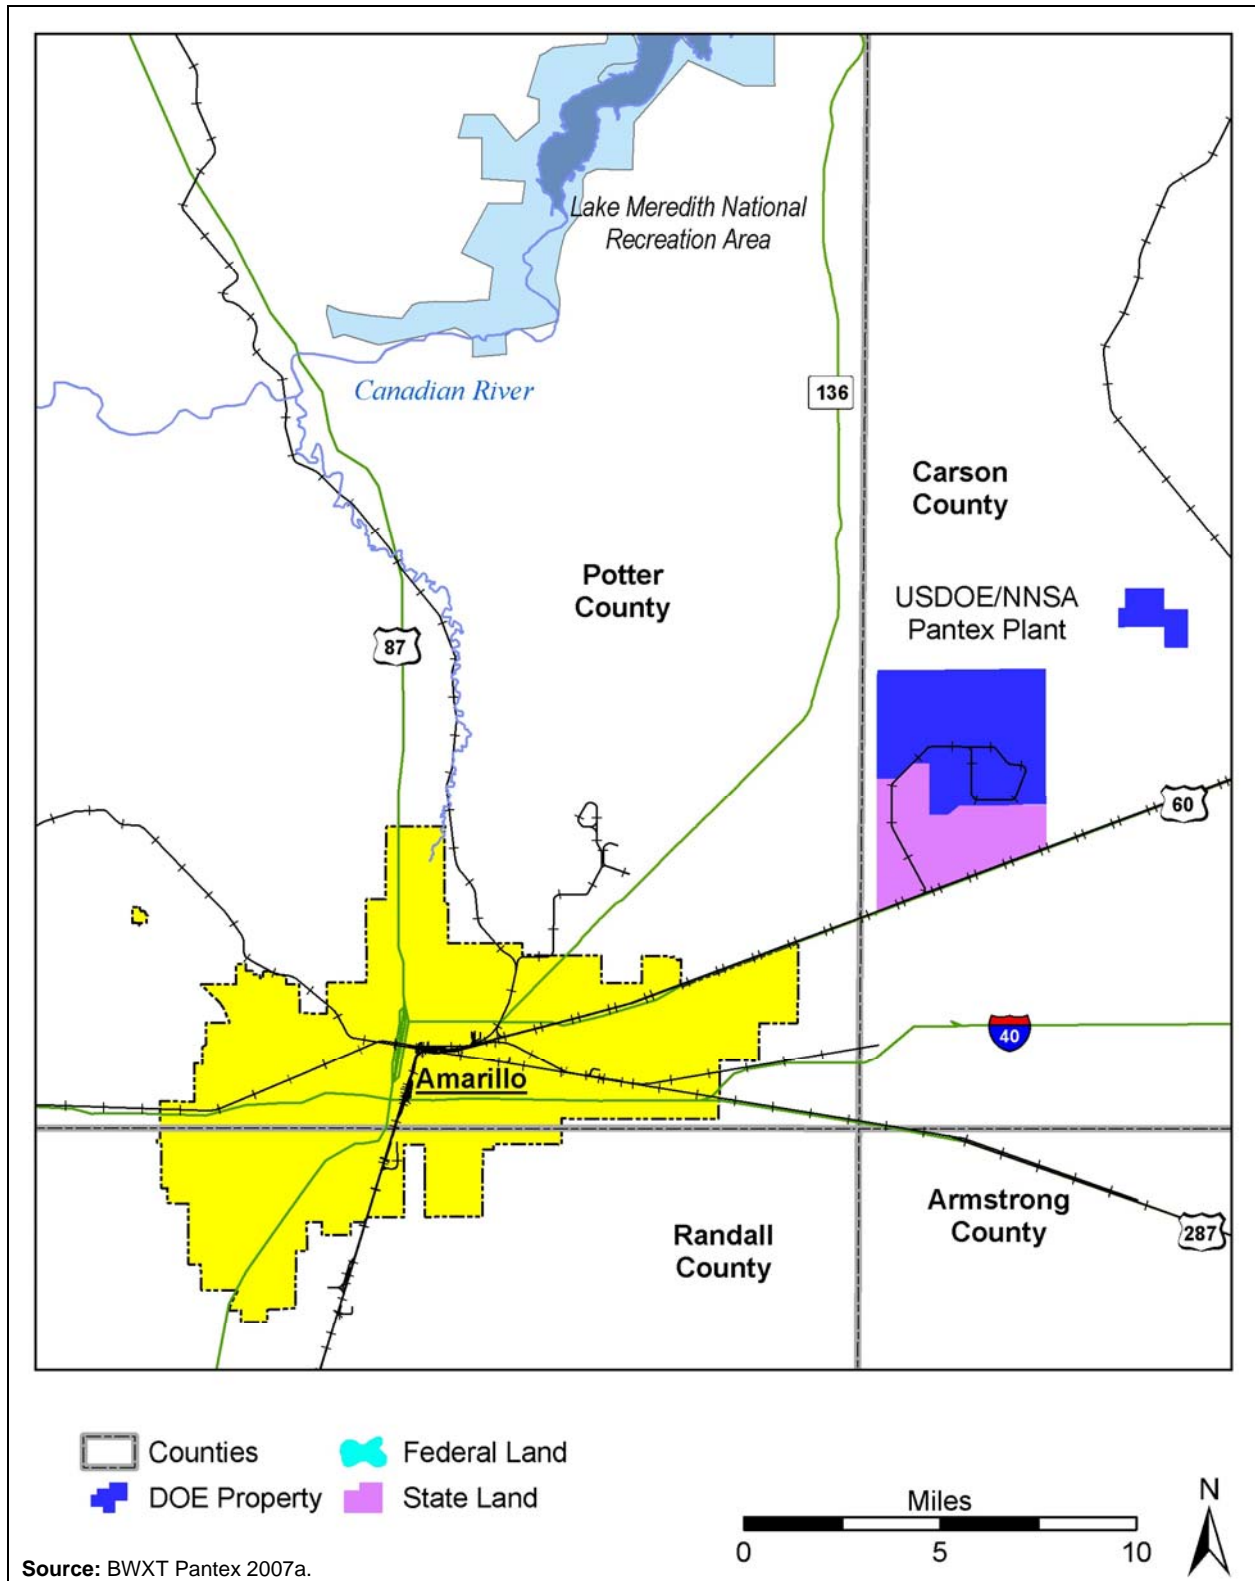 Lake Meredith National
Recreation Area
Canadian River
136
Carson
County
Potter
County
USDOE/NNSA
Pantex Plant
87
60
40
Amarillo
Armstrong
County
Randall
County
287
Counties
Federal Land
DOE Property
State Land
Miles
0 5 10
N
Source: BWXT Pantex 2007a.